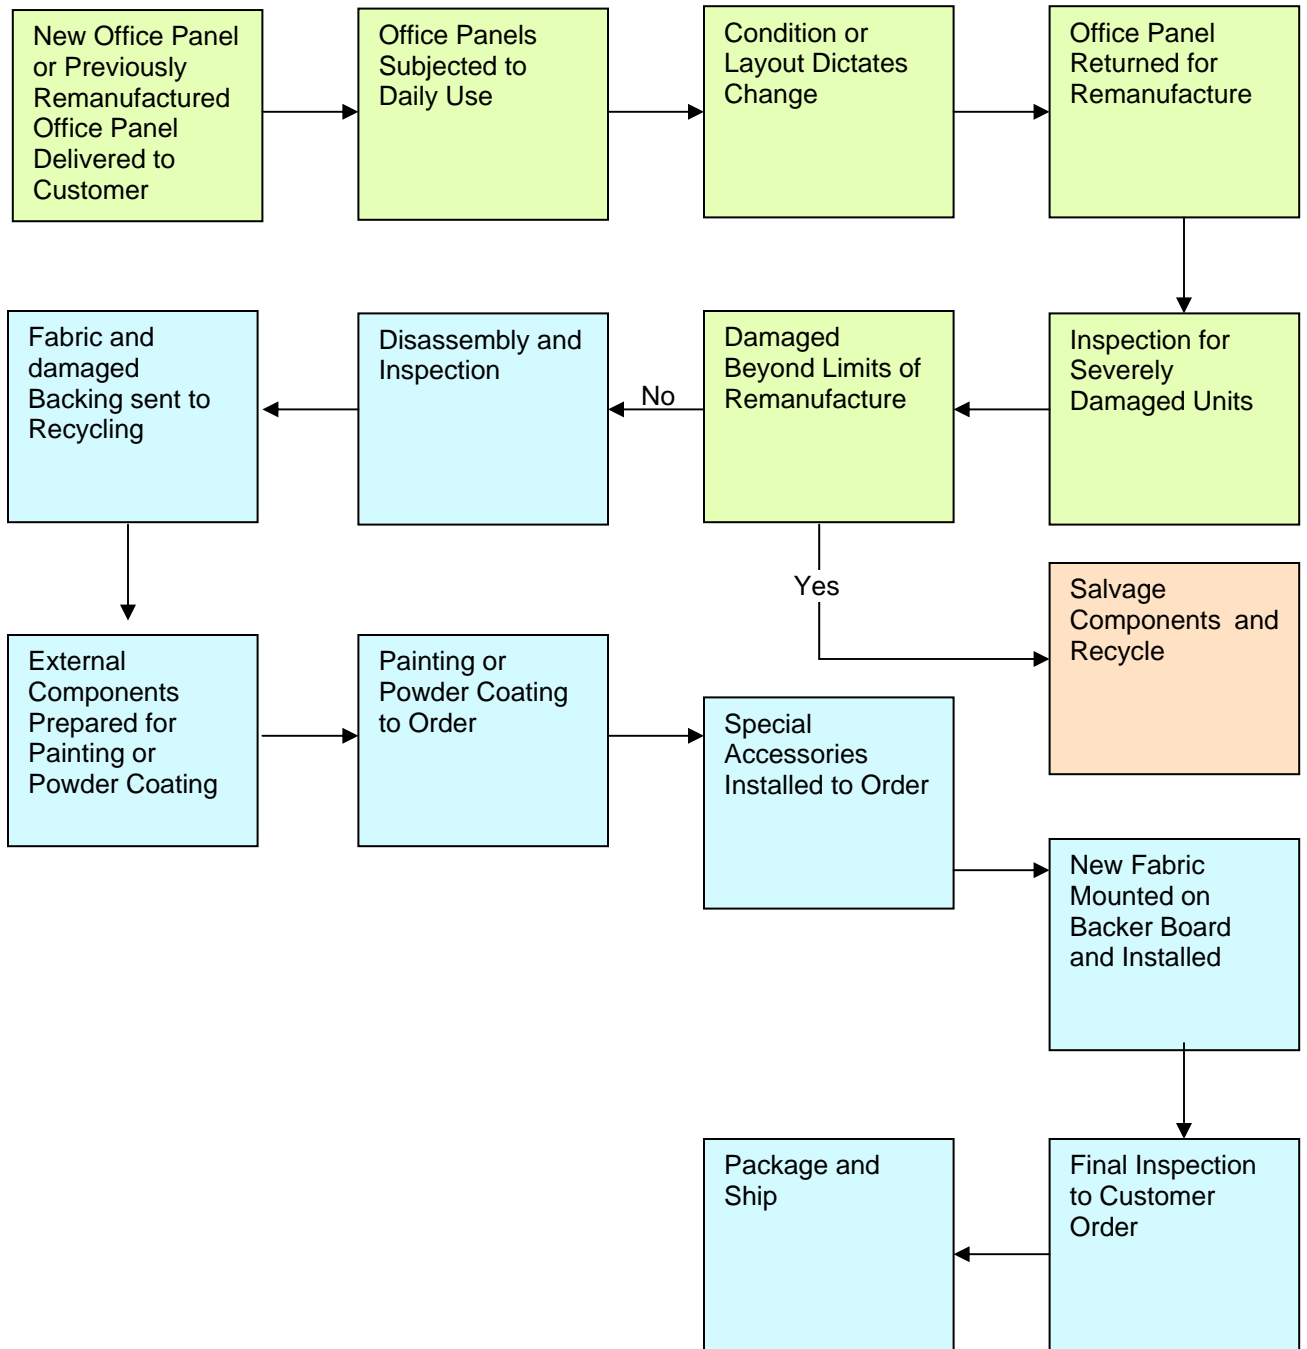 New Office Panel
or Previously
Remanufactured
Office Panel
Delivered to
Customer
Office Panels
Subjected to
Daily Use
Condition or
Layout Dictates
Change
Office Panel
Returned for
Remanufacture
Fabric and
damaged
Backing sent to
Recycling
Disassembly and
Inspection
No
Damaged
Beyond Limits of
Remanufacture
Inspection for
Severely
Damaged Units
Yes
Salvage
Components and
Recycle
External
Components
Prepared for
Painting or
Powder Coating
Painting or
Powder Coating
to Order
Special
Accessories
Installed to Order
New Fabric
Mounted on
Backer Board
and Installed
Package and
Ship
Final Inspection
to Customer
Order